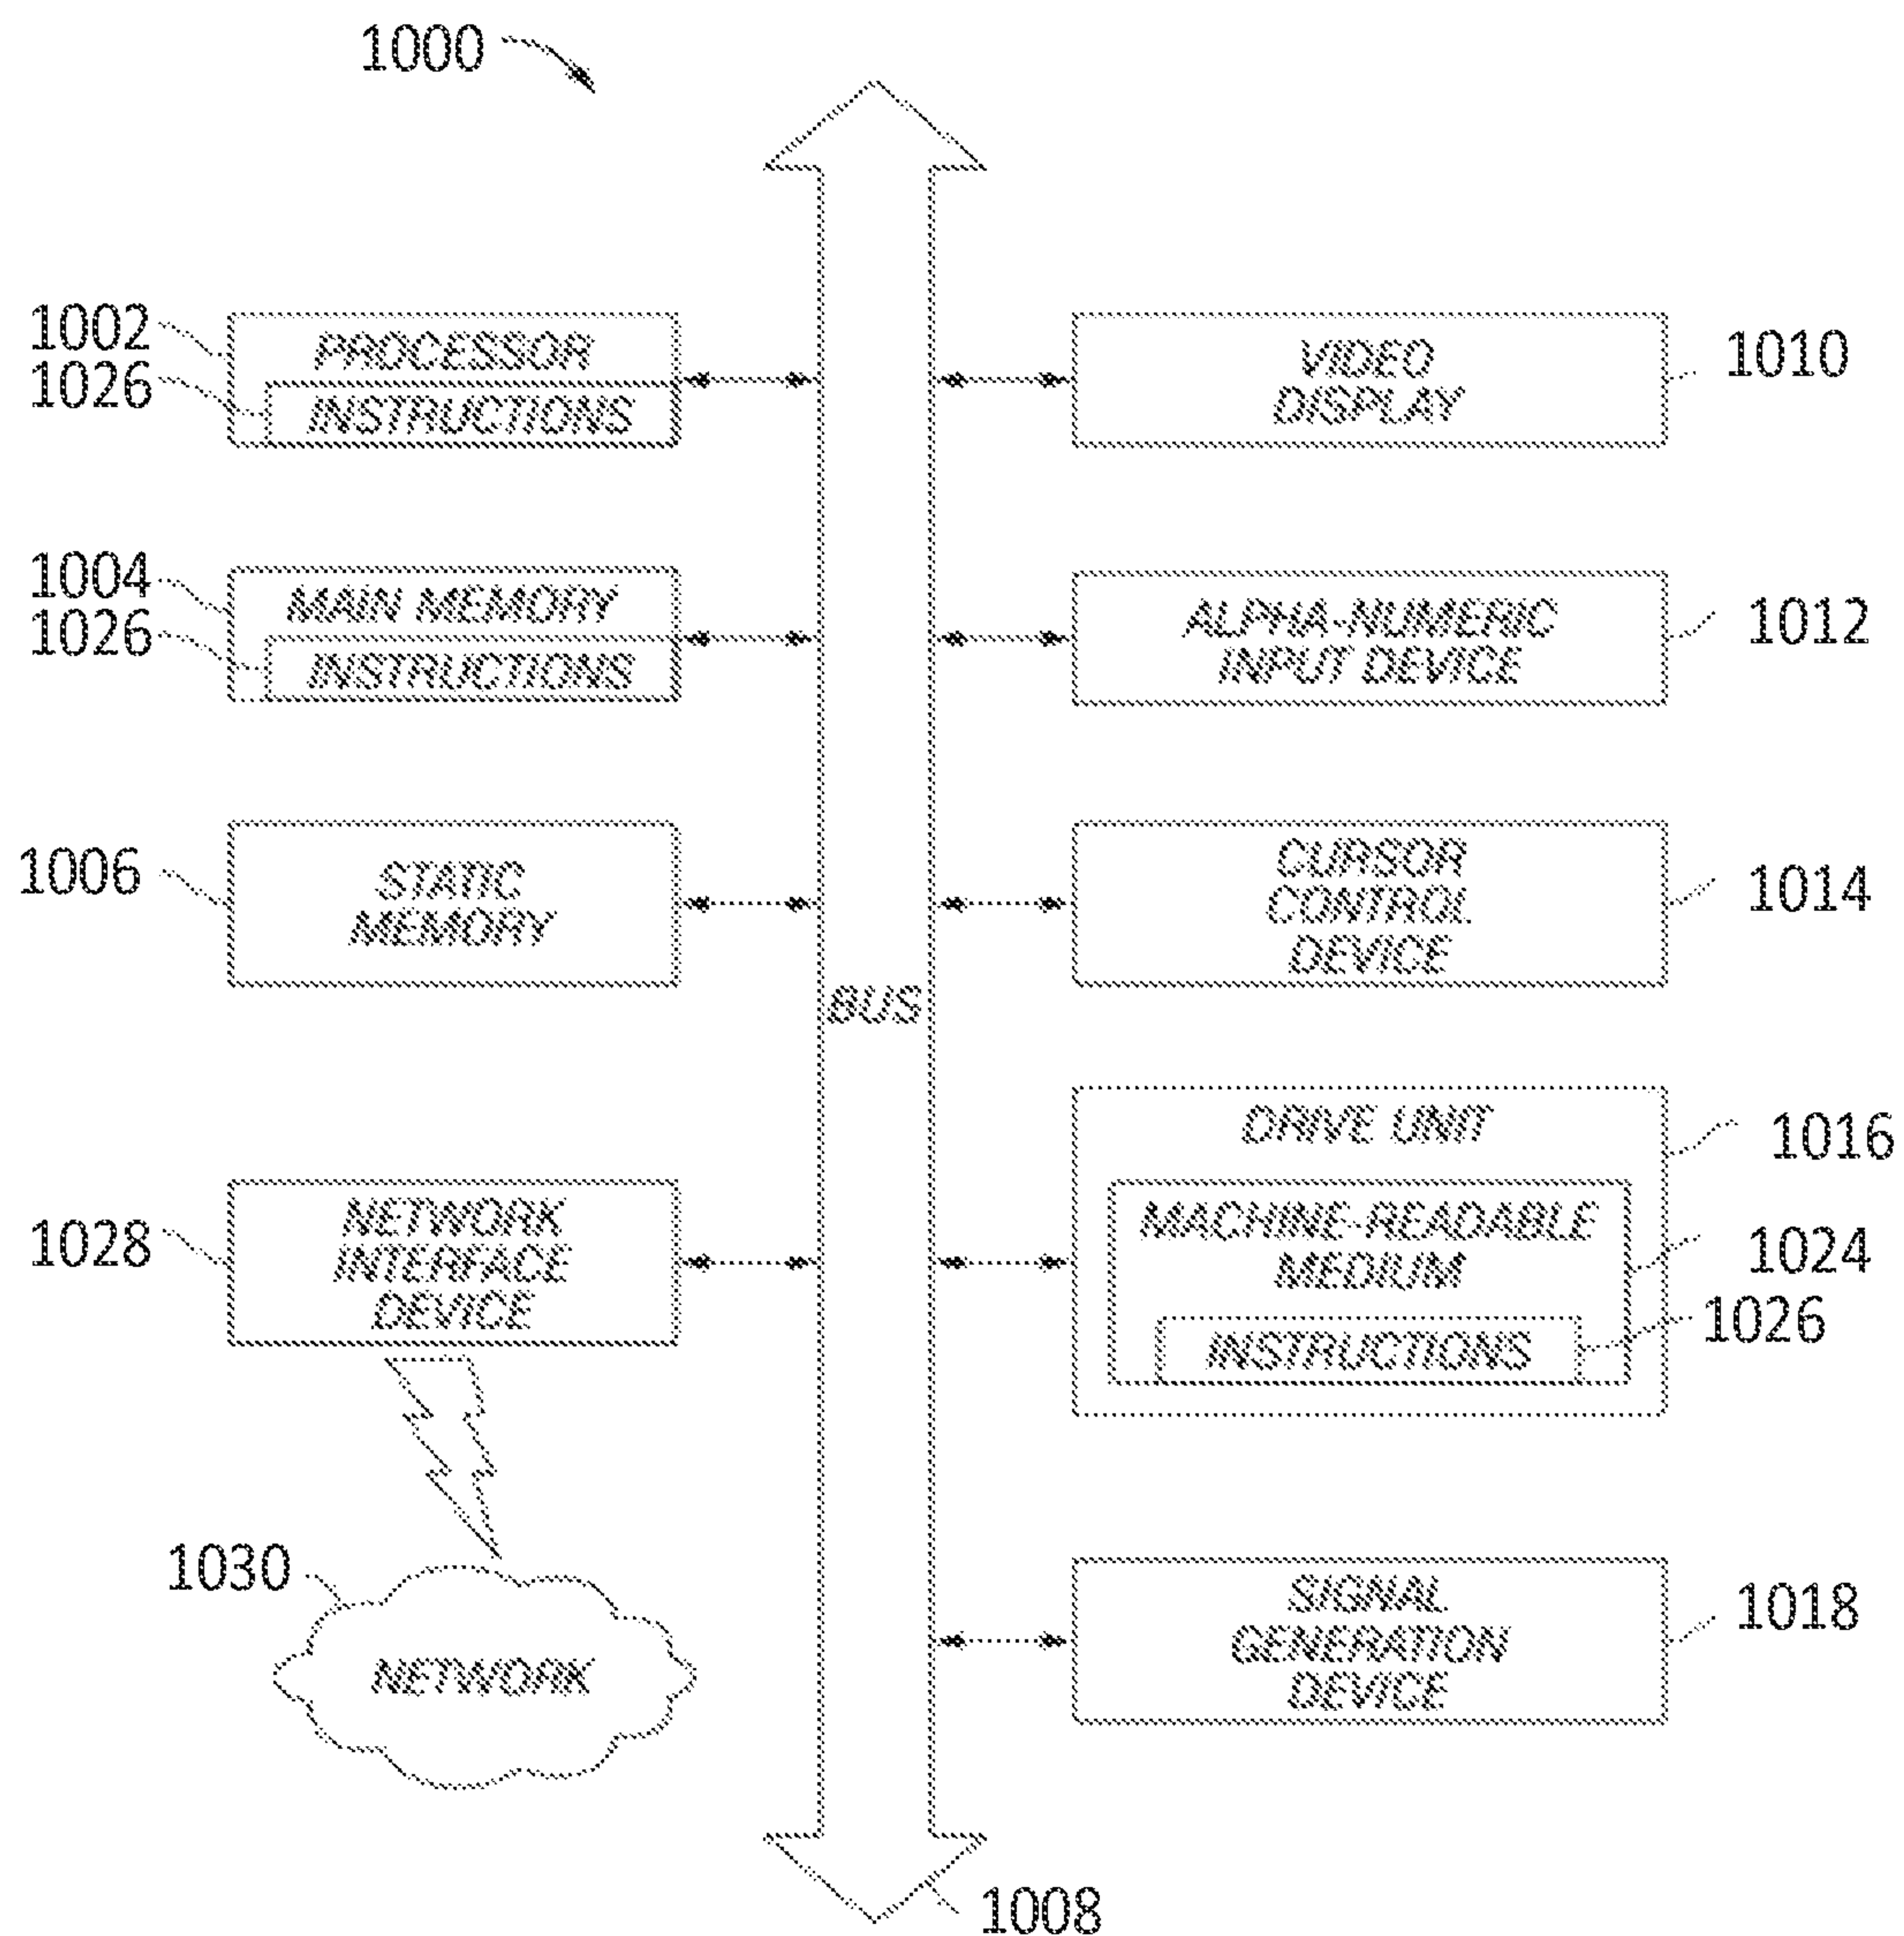 1000
1002
PROCESSOR
1026
INSTRUCTIONS
1004
MAIN MEMORY
1026
INSTRUCTIONS
1006
STATIC
MEMORY
1028
NETWORK
INTERFACE
DEVICE
1030
NETWORK
BUS
1008
VIDEO
DISPLAY
1010
ALPHA-NUMERIC
INPUT DEVICE
1012
CURSOR
CONTROL
DEVICE
1014
DRIVE UNIT
1016
MACHINE-READABLE
MEDIUM
1024
INSTRUCTIONS
1026
SIGNAL
GENERATION
DEVICE
1018